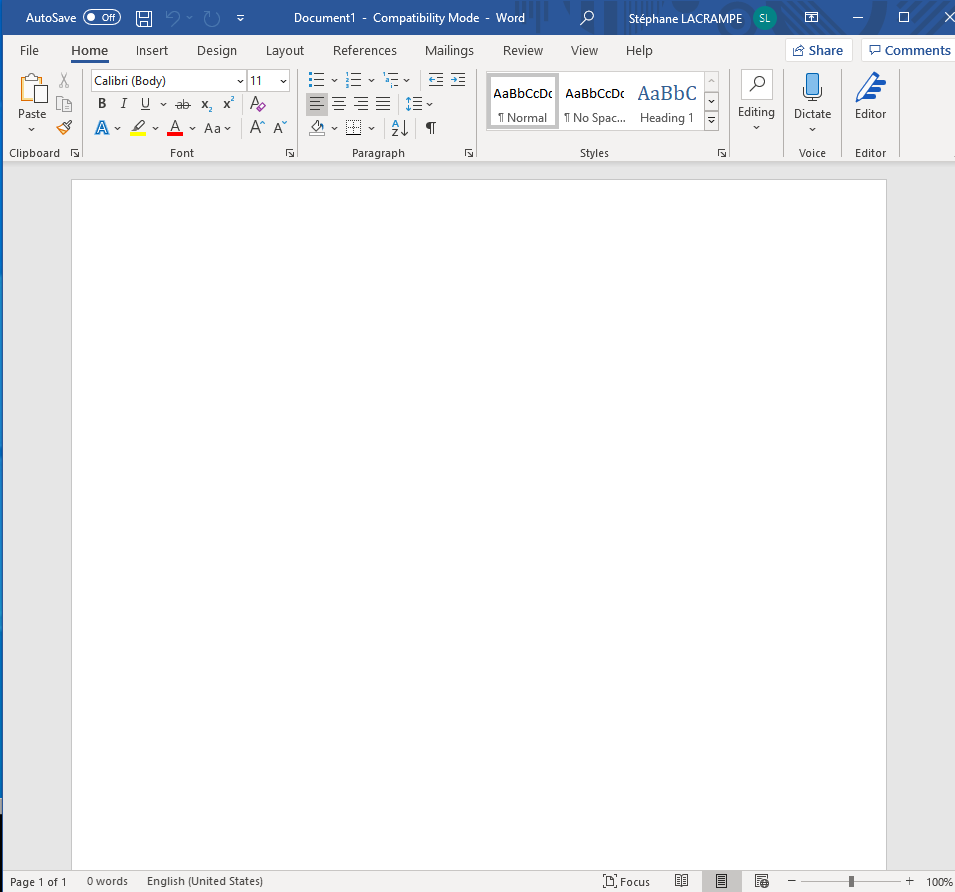 AutoSave Off Document1 - Compatibility Mode - Word Stéphane LACRAMPE SL
File Home Insert Design Layout References Mailings Review View Help Share Comments
Calibri (Body) 11
AaBbCcDc AaBbCcDc AaBbC
B I U ab x₂ x²
Paste ¶ Normal ¶ No Spac... Heading 1 Editing Dictate Editor
A A Aa A A A Z ¶
Clipboard Font Paragraph Styles Voice Editor
Page 1 of 1 0 words English (United States) Focus 100%